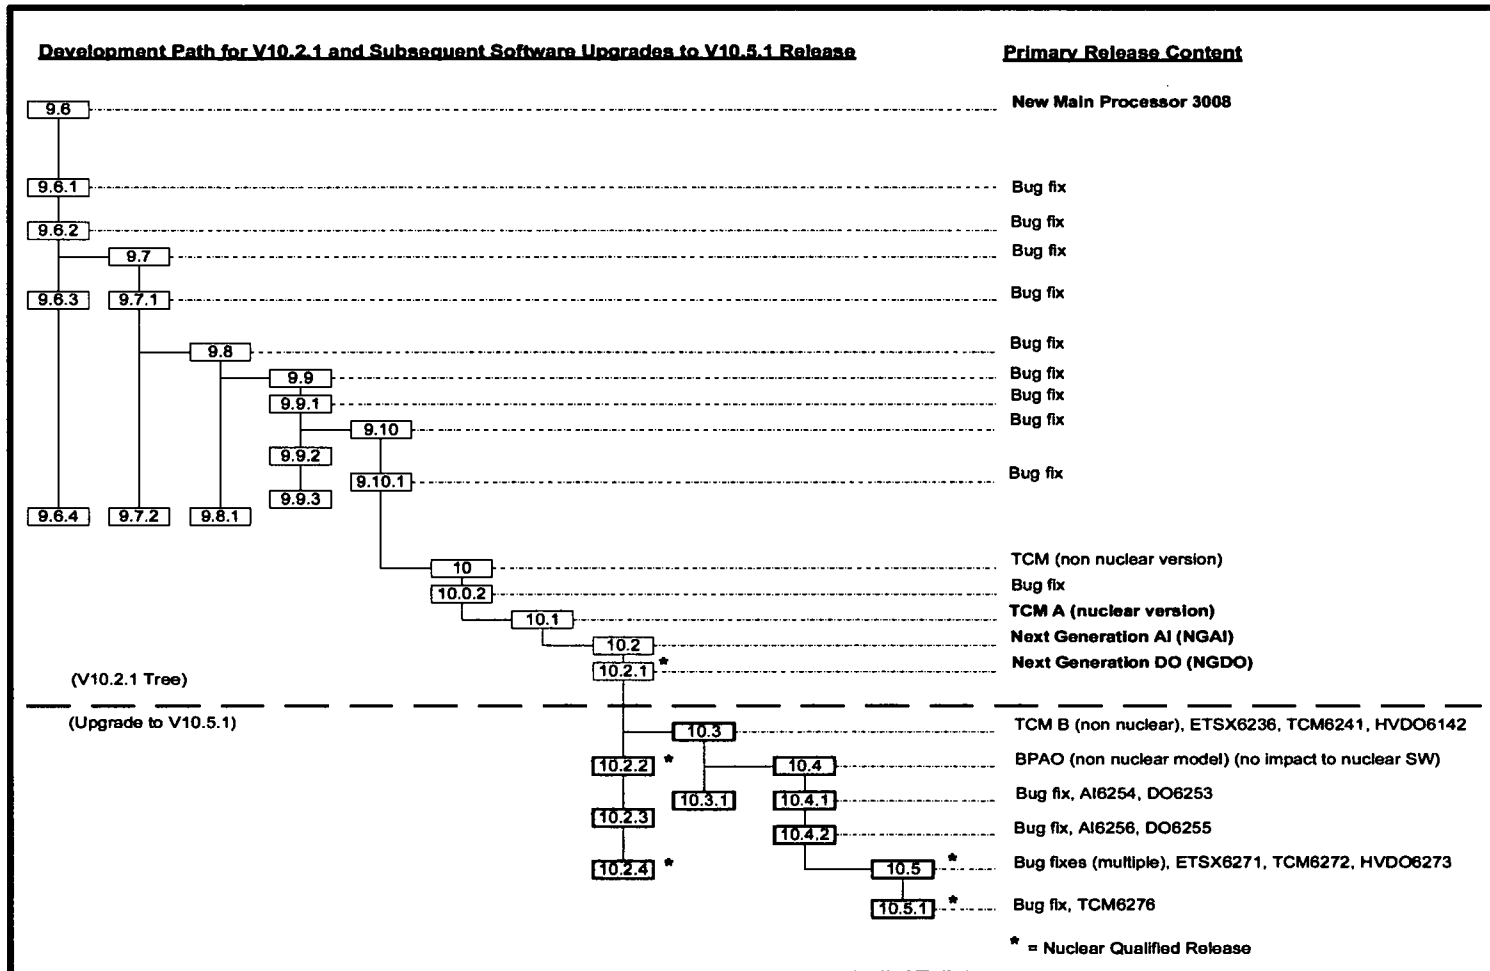 Development Path for V10.2.1 and Subsequent Software Upgrades to V10.5.1 Release Primary Release Content
9.6 New Main Processor 3008
9.6.1 Bug fix
9.6.2 Bug fix
9.7 Bug fix
9.6.3 9.7.1 Bug fix
9.8 Bug fix
9.9 Bug fix
9.9.1 Bug fix
9.10 Bug fix
9.9.2
9.10.1 Bug fix
9.9.3
9.6.4 9.7.2 9.8.1
10 TCM (non nuclear version)
10.0.2 Bug fix
10.1 TCM A (nuclear version)
10.2 Next Generation AI (NGAI)
10.2.1 * Next Generation DO (NGDO)
(V10.2.1 Tree)
(Upgrade to V10.5.1)
10.3 TCM B (non nuclear), ETSX6236, TCM6241, HVDO6142
10.2.2 * 10.4 BPAO (non nuclear model) (no impact to nuclear SW)
10.3.1 10.4.1 Bug fix, AI6254, DO6253
10.2.3
10.4.2 Bug fix, AI6256, DO6255
10.2.4 * 10.5 * Bug fixes (multiple), ETSX6271, TCM6272, HVDO6273
10.5.1 * Bug fix, TCM6276
* = Nuclear Qualified Release